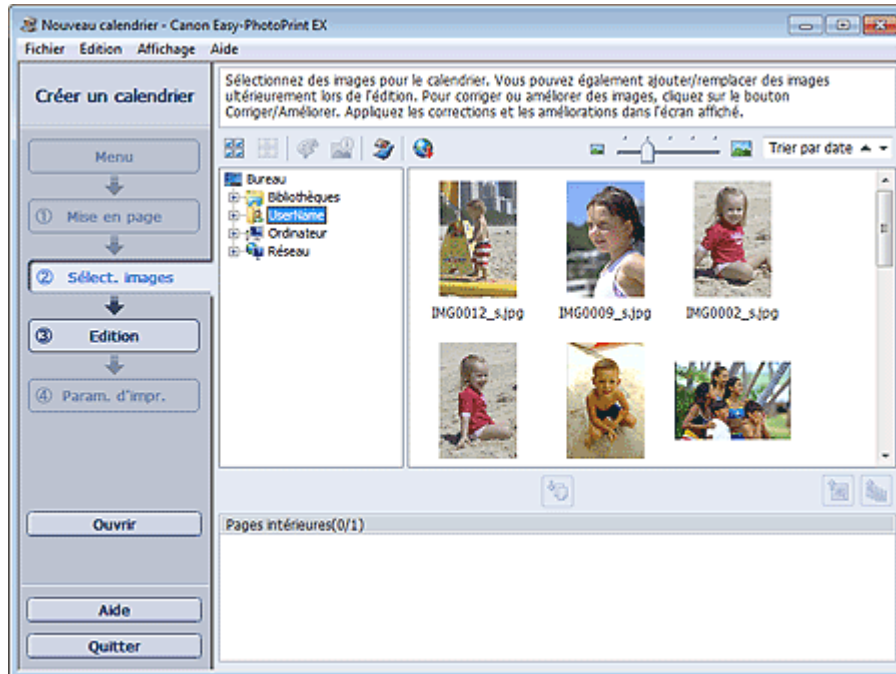 Nouveau calendrier - Canon Easy-PhotoPrint EX
Fichier Edition Affichage Aide
Créer un calendrier
Sélectionnez des images pour le calendrier. Vous pouvez également ajouter/remplacer des images
ultérieurement lors de l'édition. Pour corriger ou améliorer des images, cliquez sur le bouton
Corriger/Améliorer. Appliquez les corrections et les améliorations dans l'écran affiché.
Menu
① Mise en page
② Sélect. images
③ Edition
④ Param. d'impr.
Ouvrir
Aide
Quitter
Trier par date
Bureau
Bibliothèques
UserName
Ordinateur
Réseau
IMG0012_s.jpg
IMG0009_s.jpg
IMG0002_s.jpg
Pages intérieures(0/1)